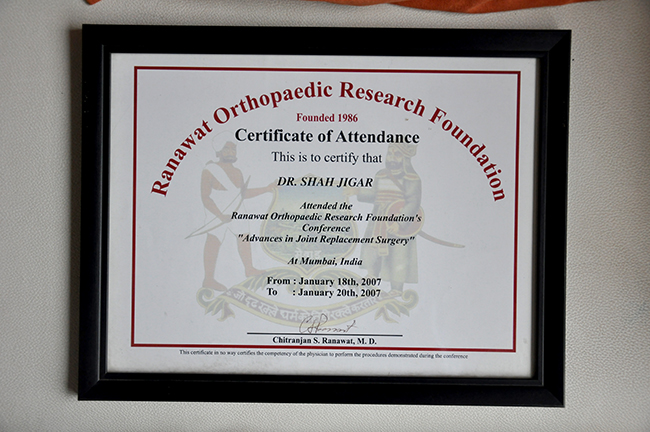 Ranawat Orthopaedic Research Foundation
Founded 1986
Certificate of Attendance
This is to certify that
DR. SHAH JIGAR
Attended the
Ranawat Orthopaedic Research Foundation's
Conference
"Advances in Joint Replacement Surgery"
At Mumbai, India
From : January 18th, 2007
To : January 20th, 2007
Chitranjan S. Ranawat, M. D.
This certificate in no way certifies the competency of the physician to perform the procedures demonstrated during the conference